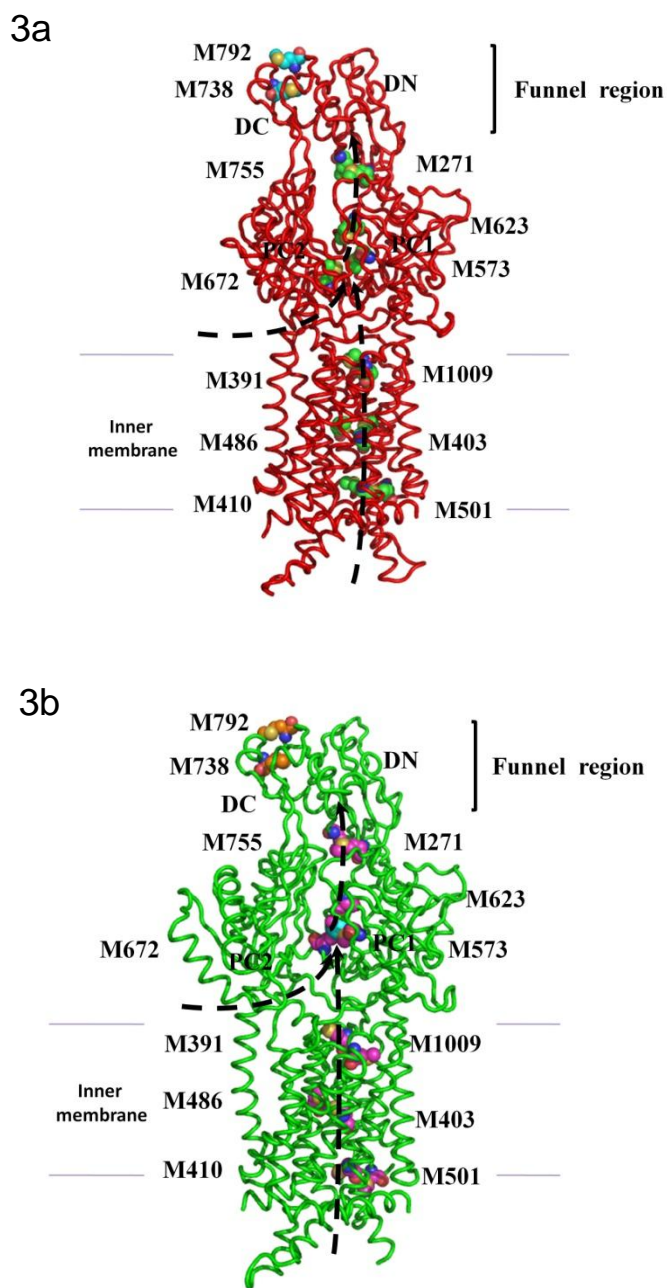 3a
M792
M738
DN
Funnel region
DC
M755
M271
M623
PC2
PC1
M672
M573
M391
M1009
Inner
membrane
M486
M403
M410
M501
3b
M792
M738
DN
Funnel region
DC
M755
M271
M623
M672
PC2
PC1
M573
M391
M1009
Inner
membrane
M486
M403
M410
M501